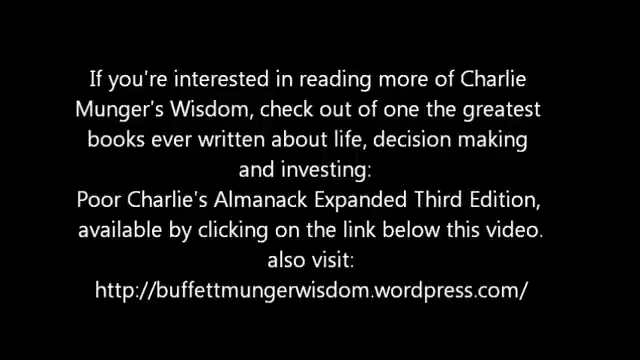 If you're interested in reading more of Charlie
Munger's Wisdom, check out of one the greatest
books ever written about life, decision making
and investing:
Poor Charlie's Almanack Expanded Third Edition,
available by clicking on the link below this video.
also visit:
http://buffettmungerwisdom.wordpress.com/